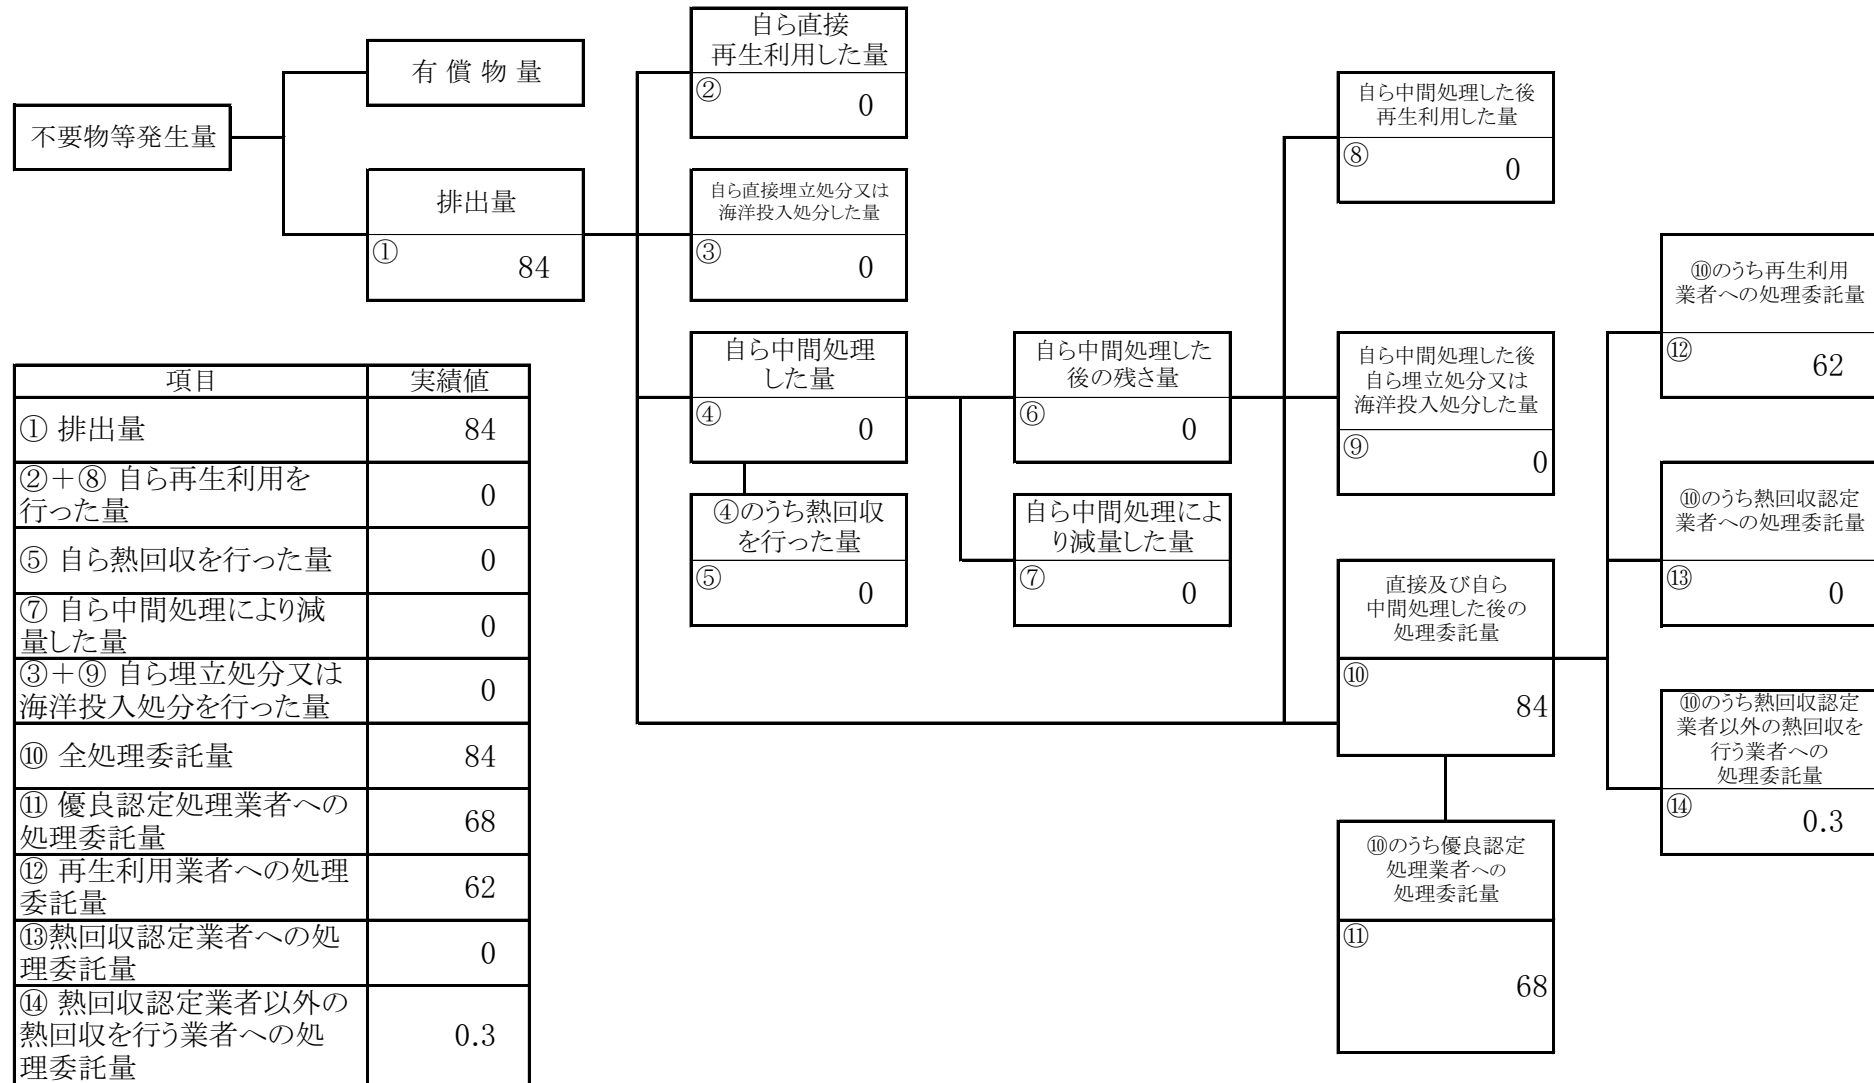 不要物等発生量
有 償 物 量
排出量
①
84
自ら直接
再生利用した量
②
0
自ら直接埋立処分又は
海洋投入処分した量
③
0
自ら中間処理
した量
④
0
④のうち熱回収
を行った量
⑤
0
自ら中間処理した
後の残さ量
⑥
0
自ら中間処理によ
り減量した量
⑦
0
自ら中間処理した後
再生利用した量
⑧
0
自ら中間処理した後
自ら埋立処分又は
海洋投入処分した量
⑨
0
直接及び自ら
中間処理した後の
処理委託量
⑩
84
⑩のうち優良認定
処理業者への
処理委託量
⑪
68
⑩のうち再生利用
業者への処理委託量
⑫
62
⑩のうち熱回収認定
業者への処理委託量
⑬
0
⑩のうち熱回収認定
業者以外の熱回収を
行う業者への
処理委託量
⑭
0.3
項目 実績値
① 排出量 84
②＋⑧ 自ら再生利用を
行った量 0
⑤ 自ら熱回収を行った量 0
⑦ 自ら中間処理により減
量した量 0
③＋⑨ 自ら埋立処分又は
海洋投入処分を行った量 0
⑩ 全処理委託量 84
⑪ 優良認定処理業者への
処理委託量 68
⑫ 再生利用業者への処理
委託量 62
⑬熱回収認定業者への処
理委託量 0
⑭ 熱回収認定業者以外の
熱回収を行う業者への処
理委託量 0.3